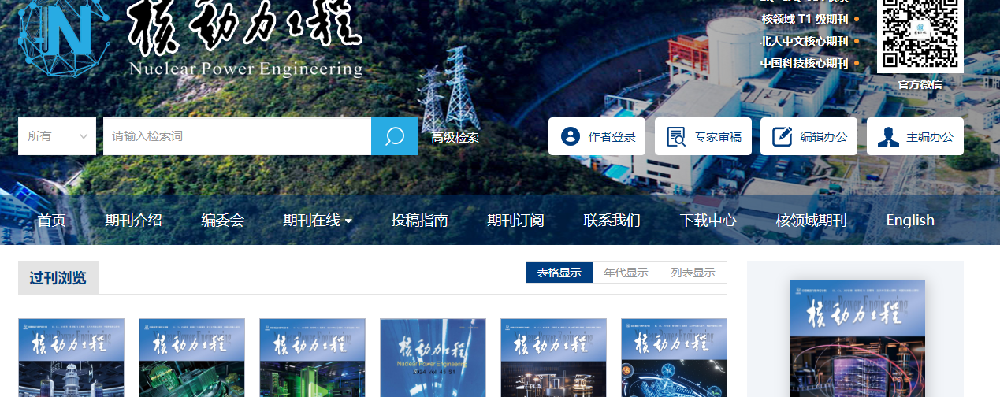 核动力工程
Nuclear Power Engineering
核领域 T1 级期刊
北大中文核心期刊
中国科技核心期刊
官方微信
所有
请输入检索词
高级检索
作者登录
专家审稿
编辑办公
主编办公
首页
期刊介绍
编委会
期刊在线
投稿指南
期刊订阅
联系我们
下载中心
核领域期刊
English
过刊浏览
表格显示
年代显示
列表显示
核动力工程
核动力工程
核动力工程
核动力工程
Nuclear Power Engineering
2024 Vol. 45 S1
核动力工程
核动力工程
Nuclear Power Engineering
核动力工程